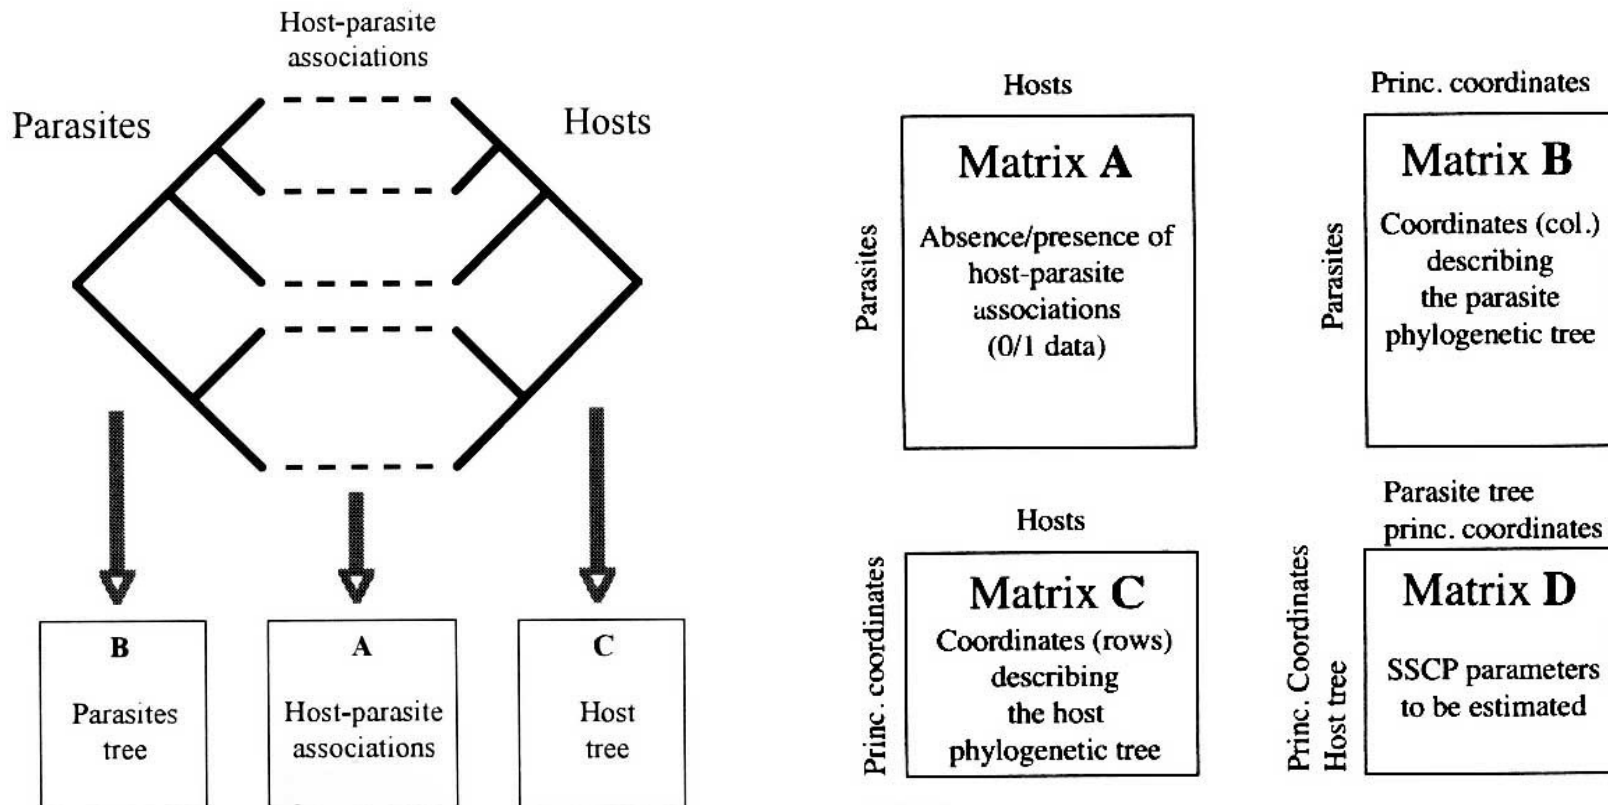 Host-parasite
associations
Parasites
Hosts
B
Parasites
tree
A
Host-parasite
associations
C
Host
tree
Hosts
Parasites
Matrix A
Absence/presence of
host-parasite
associations
(0/1 data)
Princ. coordinates
Parasites
Matrix B
Coordinates (col.)
describing
the parasite
phylogenetic tree
Hosts
Princ. coordinates
Matrix C
Coordinates (rows)
describing
the host
phylogenetic tree
Parasite tree
princ. coordinates
Princ. Coordinates
Host tree
Matrix D
SSCP parameters
to be estimated